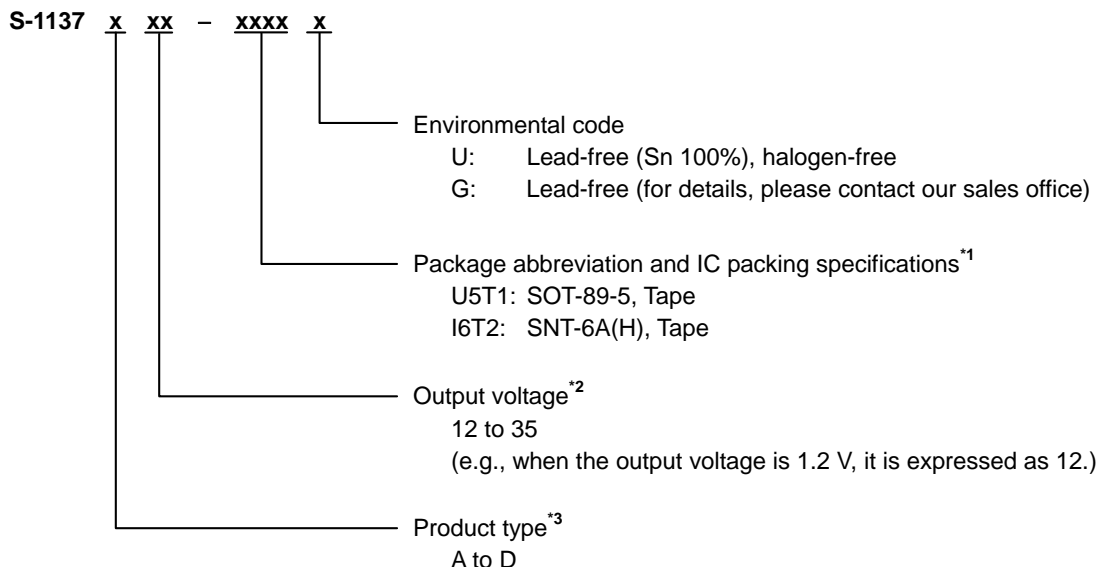 S-1137 x xx – xxxx x
Environmental code
U: Lead-free (Sn 100%), halogen-free
G: Lead-free (for details, please contact our sales office)
Package abbreviation and IC packing specifications*1
U5T1: SOT-89-5, Tape
I6T2: SNT-6A(H), Tape
Output voltage*2
12 to 35
(e.g., when the output voltage is 1.2 V, it is expressed as 12.)
Product type*3
A to D